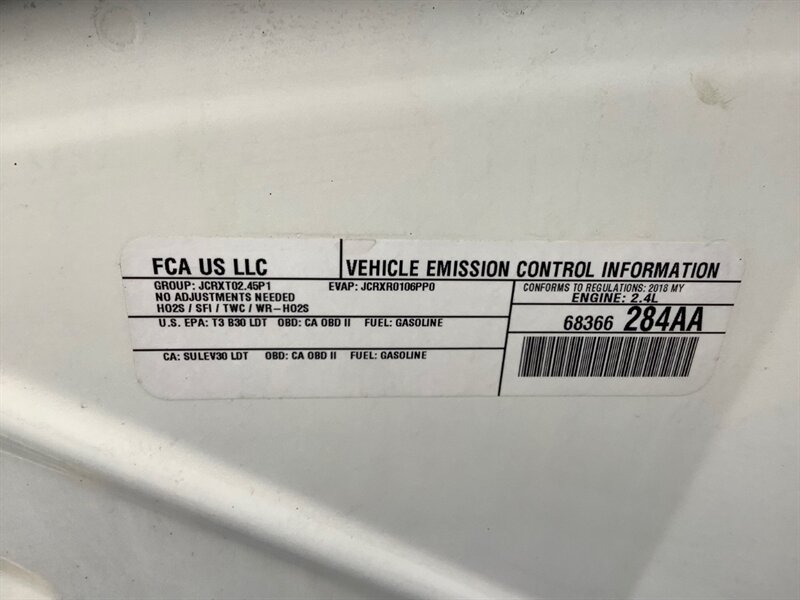 FCA US LLC
VEHICLE EMISSION CONTROL INFORMATION
GROUP: JCRXT02.45P1 EVAP: JCRXR0106PP0
NO ADJUSTMENTS NEEDED
HO2S / SFI / TWC / WR-HO2S
U.S. EPA: T3 B30 LDT OBD: CA OBD II FUEL: GASOLINE
CA: SULEV30 LDT OBD: CA OBD II FUEL: GASOLINE
CONFORMS TO REGULATIONS: 2018 MY
ENGINE: 2.4L
68366 284AA